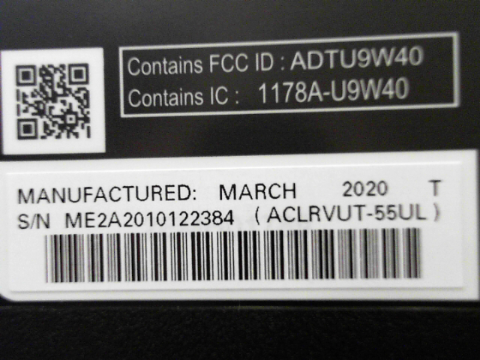 Contains FCC ID : ADTU9W40
Contains IC : 1178A-U9W40
MANUFACTURED: MARCH 2020 T
S/N ME2A2010122384 (ACLRVUT-55UL)